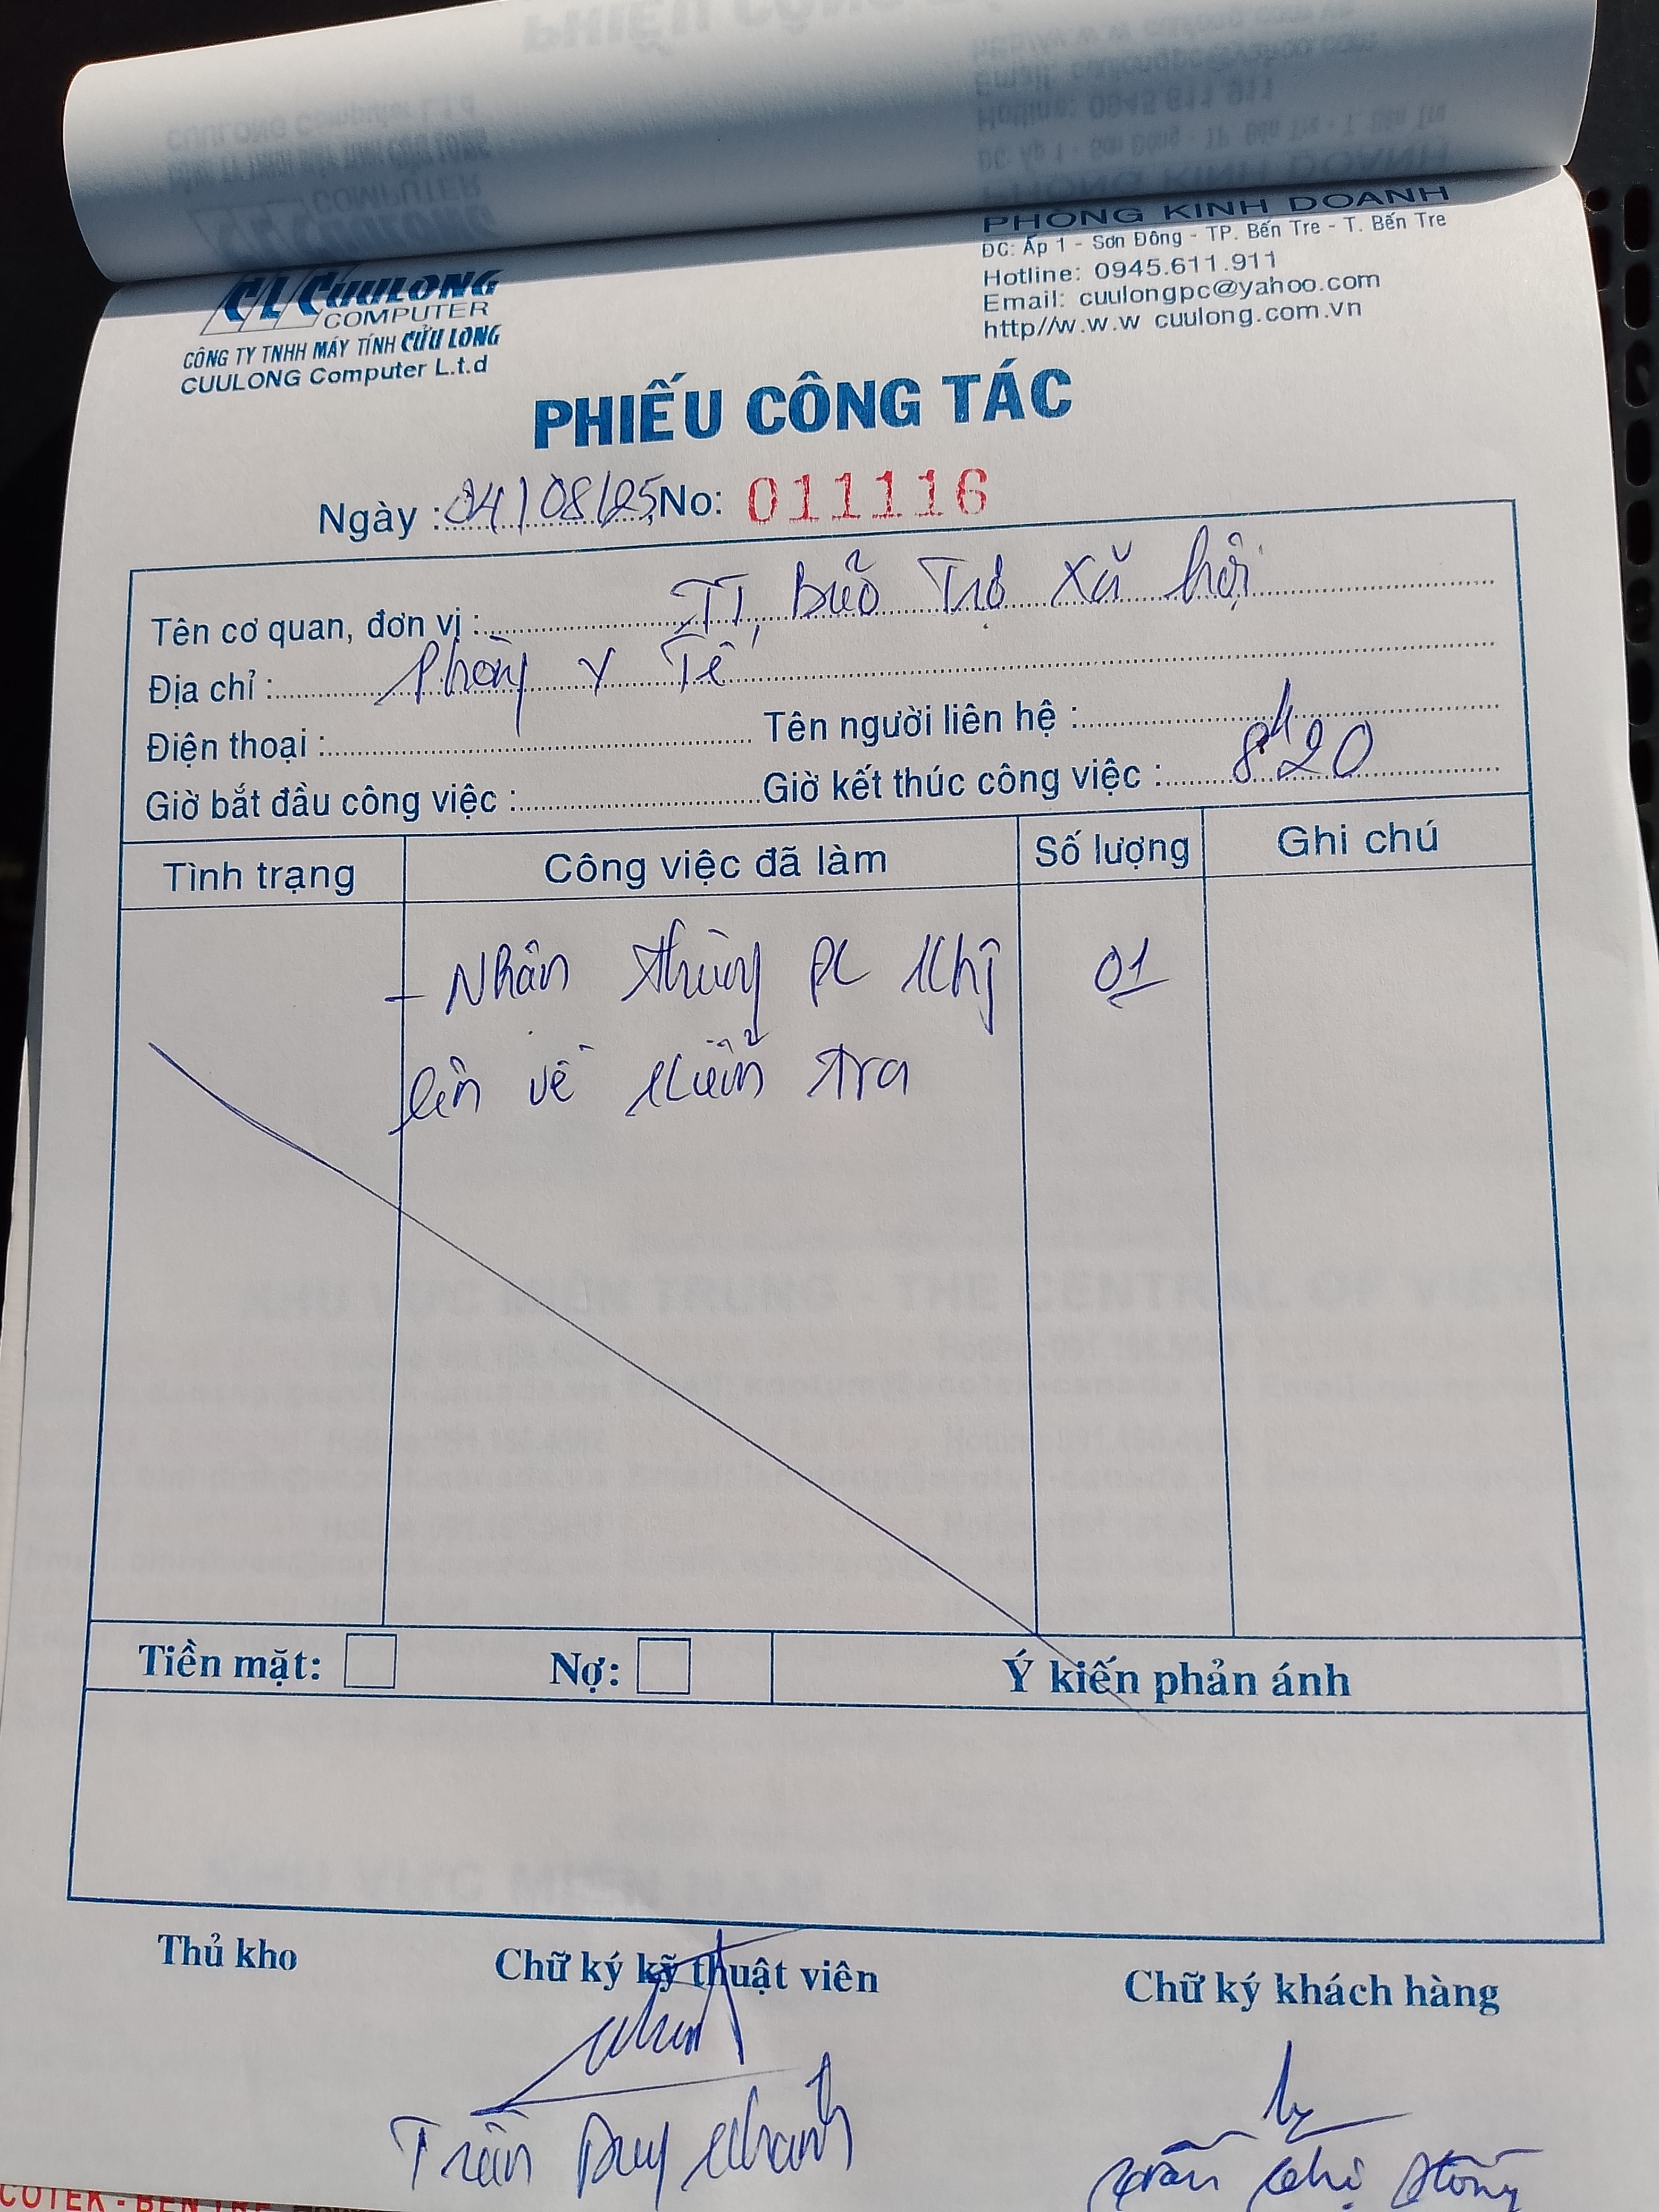 CLC CUULONG
COMPUTER
CÔNG TY TNHH MÁY TÍNH CỬU LONG
CUULONG Computer L.t.d
PHÒNG KINH DOANH
ĐC: Ấp 1 - Sơn Đông - TP. Bến Tre - T. Bến Tre
Hotline: 0945.611.911
Email: cuulongpc@yahoo.com
http//w.w.w cuulong.com.vn
PHIẾU CÔNG TÁC
Ngày : 04/08/25 No: 011116
Tên cơ quan, đơn vị : TT, Bảo Trợ Xã hội
Địa chỉ : Phòng Y Tế
Điện thoại : Tên người liên hệ :
Giờ bắt đầu công việc : Giờ kết thúc công việc : 8h20
Tình trạng Công việc đã làm Số lượng Ghi chú
- Nhận thùng PC Khg 01
lên về kiểm tra
Tiền mặt: Nợ: Ý kiến phản ánh
Thủ kho Chữ ký kỹ thuật viên Chữ ký khách hàng
Trần Duy Khanh
COTEK - BEN TRE